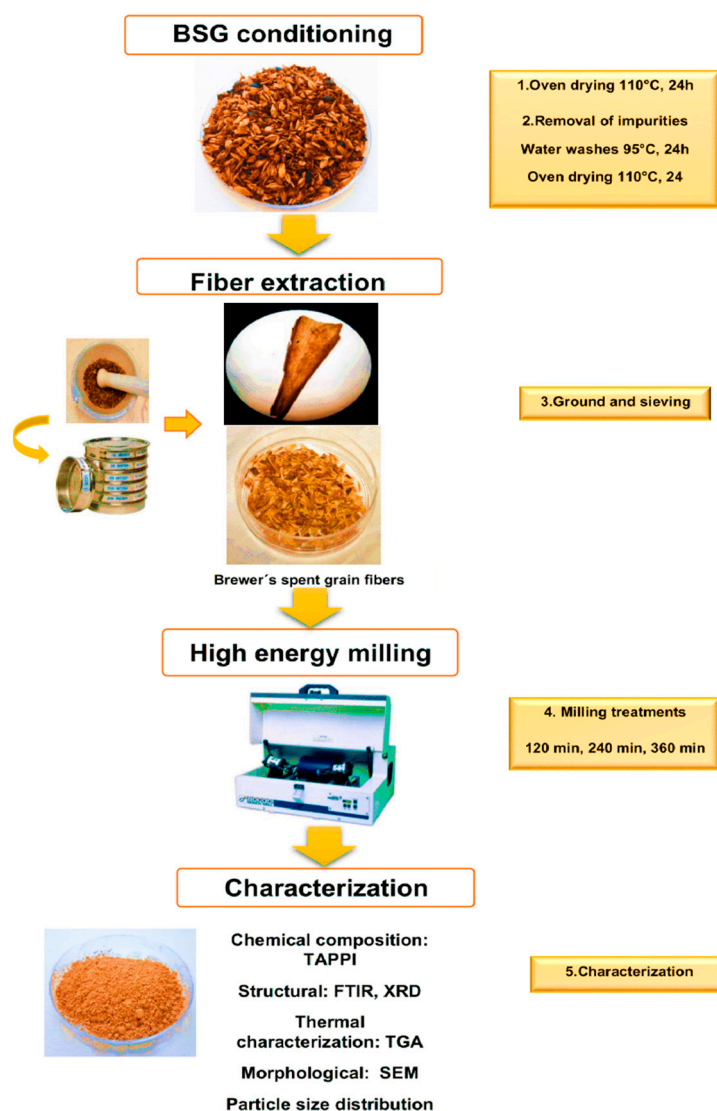 BSG conditioning
1.Oven drying 110°C, 24h
2.Removal of impurities
Water washes 95°C, 24h
Oven drying 110°C, 24
Fiber extraction
3.Ground and sieving
Brewer´s spent grain fibers
High energy milling
4. Milling treatments
120 min, 240 min, 360 min
Characterization
Chemical composition:
TAPPI
Structural: FTIR, XRD
Thermal
characterization: TGA
Morphological: SEM
Particle size distribution
5.Characterization